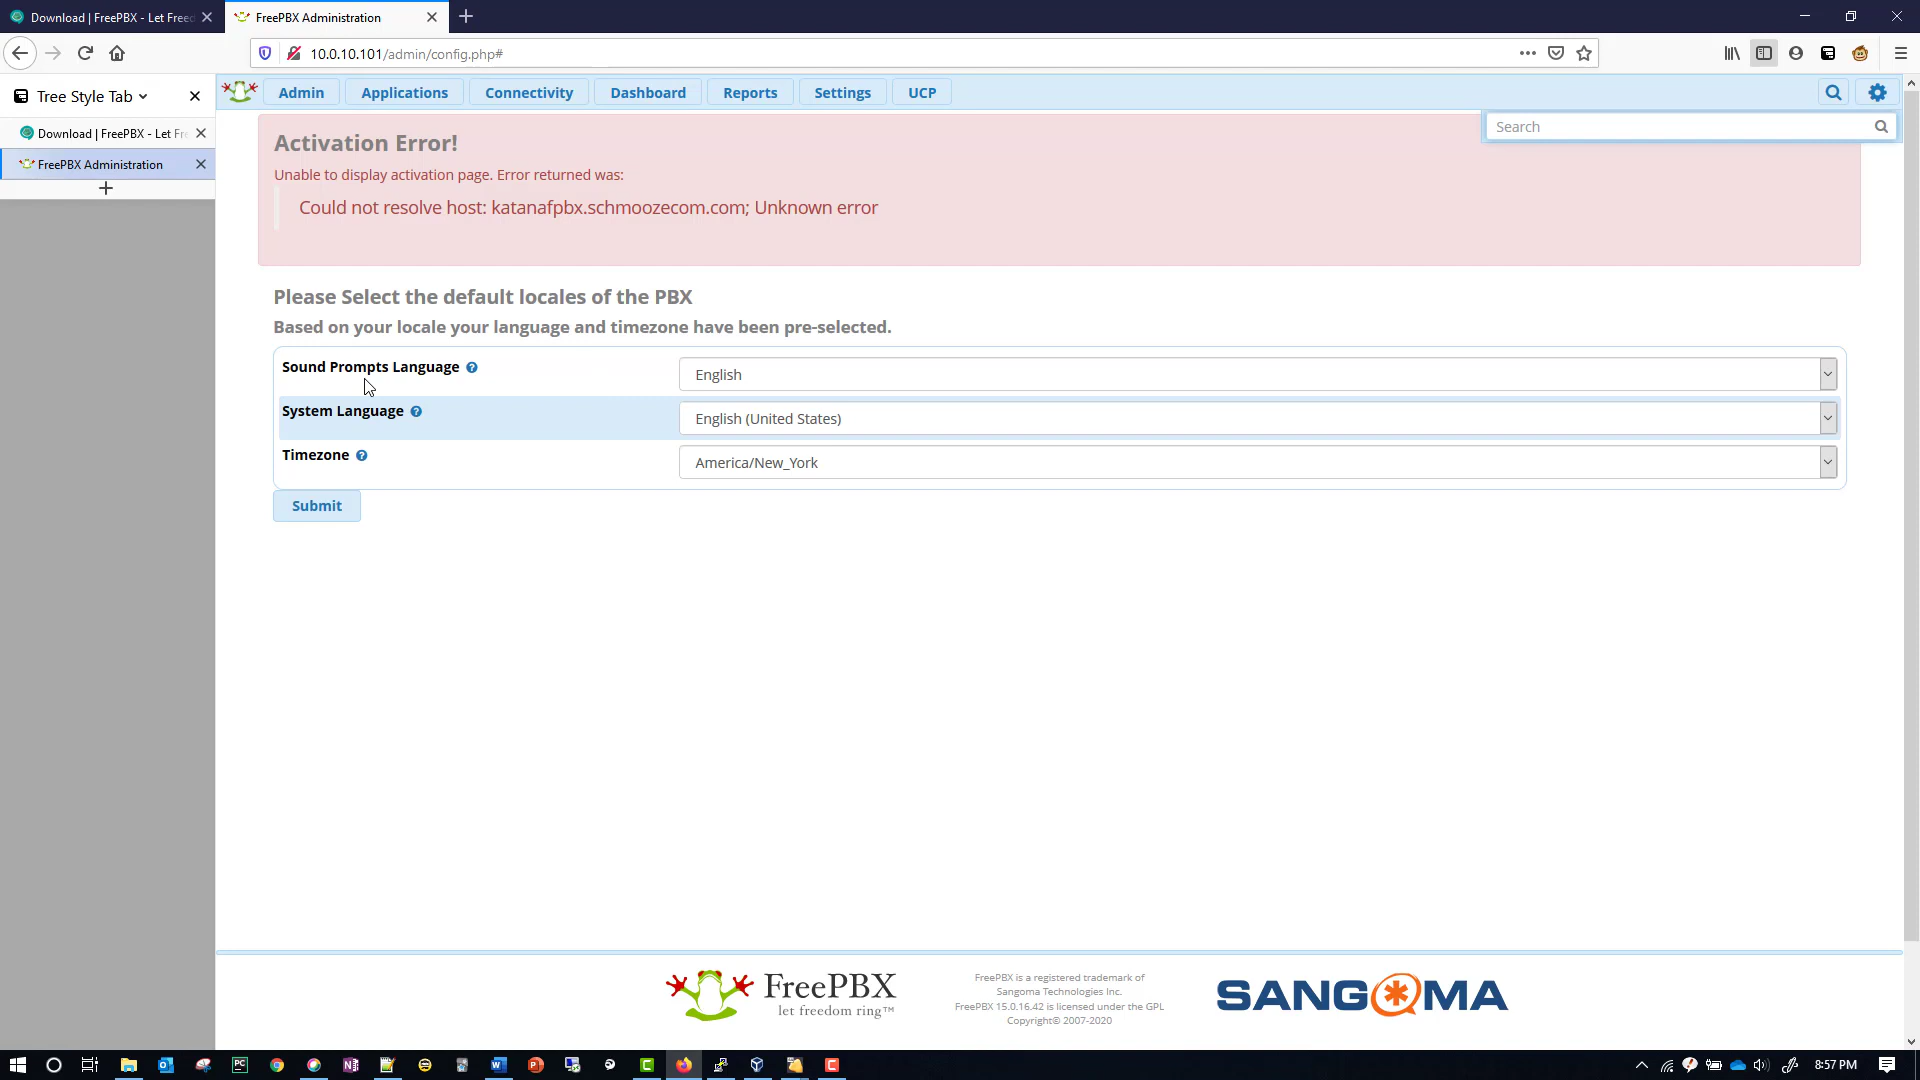 Download | FreePBX - Let Freed
FreePBX Administration
10.0.10.101/admin/config.php#
Tree Style Tab
Download | FreePBX - Let Fre
FreePBX Administration
Admin
Applications
Connectivity
Dashboard
Reports
Settings
UCP
Search
Activation Error!
Unable to display activation page. Error returned was:
Could not resolve host: katanafpbx.schmoozecom.com; Unknown error
Please Select the default locales of the PBX
Based on your locale your language and timezone have been pre-selected.
Sound Prompts Language
English
System Language
English (United States)
Timezone
America/New_York
Submit
FreePBX
let freedom ring™
FreePBX is a registered trademark of
Sangoma Technologies Inc.
FreePBX 15.0.16.42 is licensed under the GPL
Copyright© 2007-2020
SANGOMA
8:57 PM